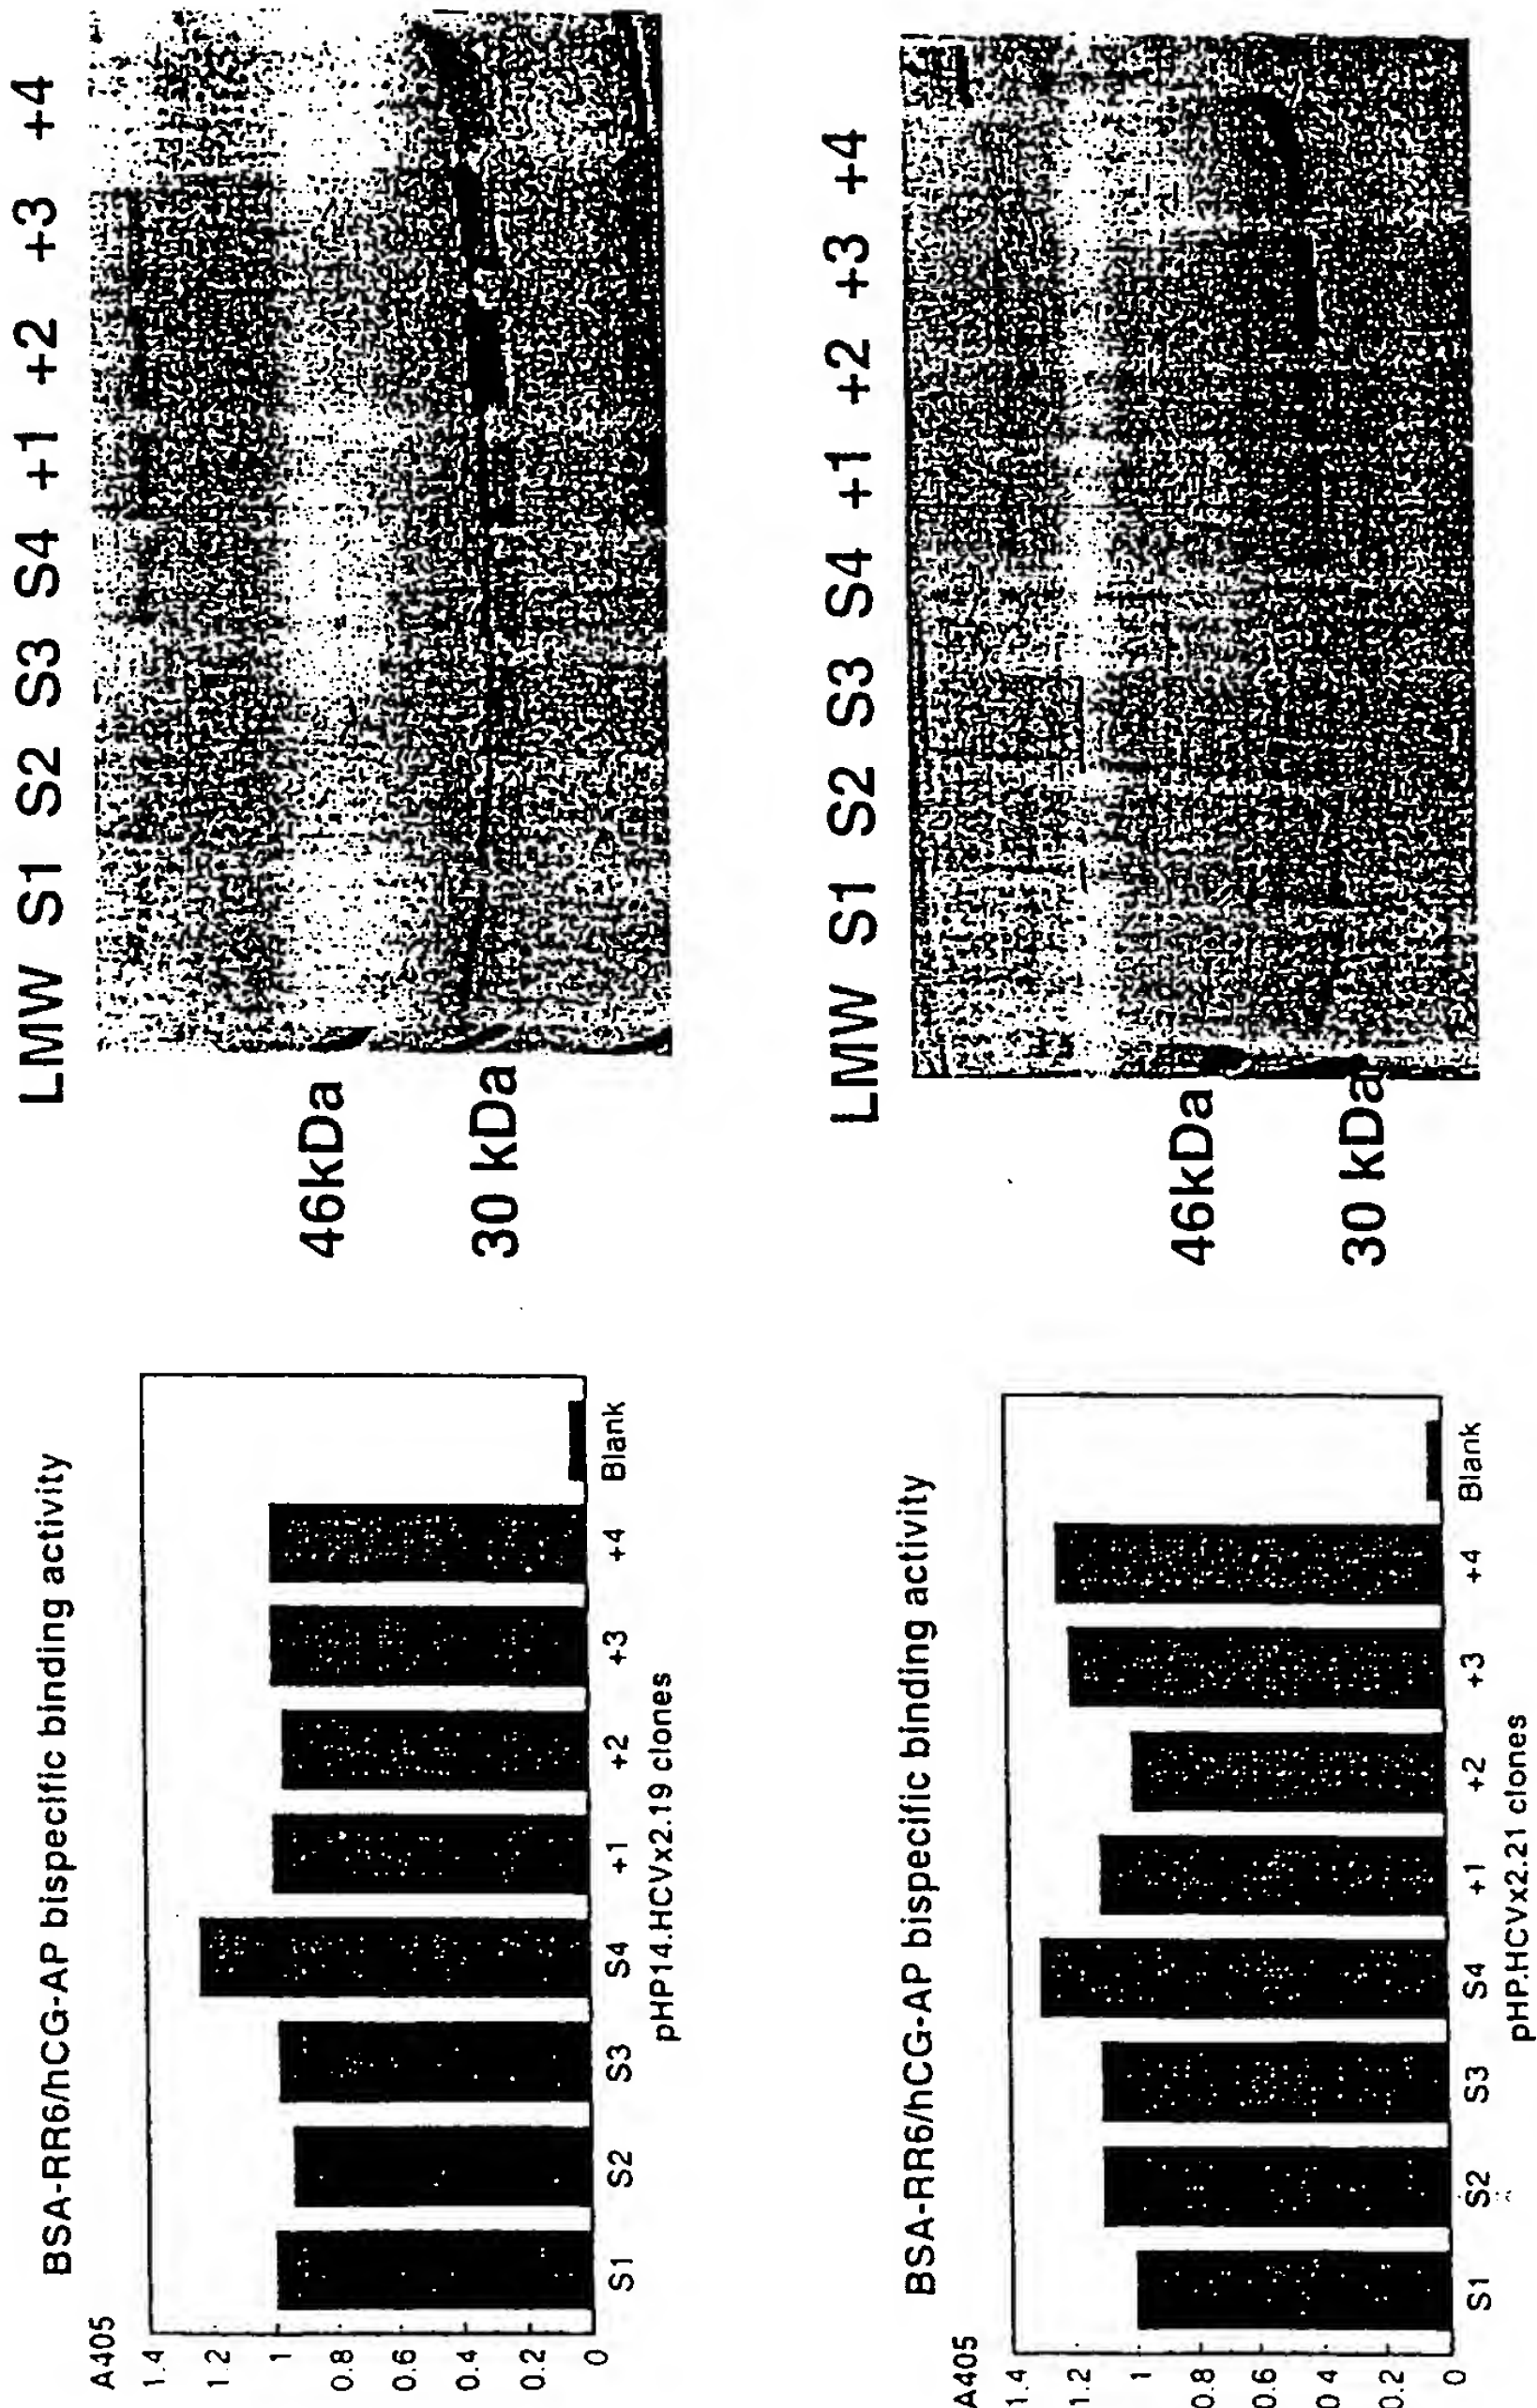 BSA-RR6/hCG-AP bispecific binding activity
A405
1.4
1.2
1
0.8
0.6
0.4
0.2
0
S1 S2 S3 S4 +1 +2 +3 +4 Blank
pHP14.HCVx2.19 clones
LMW S1 S2 S3 S4 +1 +2 +3 +4
46kDa
30 kDa
BSA-RR6/hCG-AP bispecific binding activity
A405
1.4
1.2
1
0.8
0.6
0.4
0.2
0
S1 S2 S3 S4 +1 +2 +3 +4 Blank
pHP.HCVx2.21 clones
LMW S1 S2 S3 S4 +1 +2 +3 +4
46kDa
30 kDa